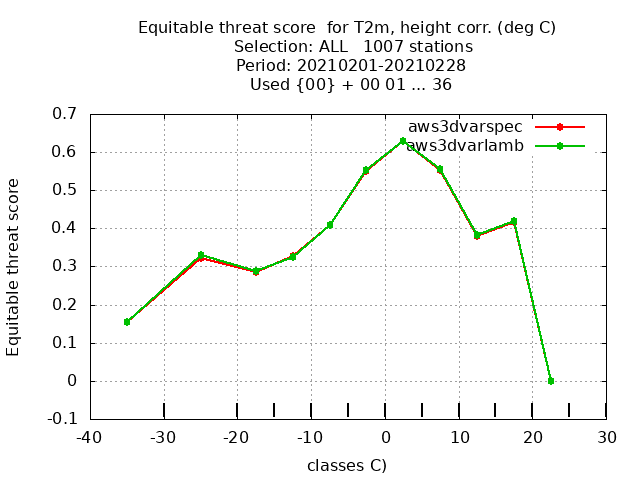 Equitable threat score  for T2m, height corr. (deg C)
Selection: ALL   1007 stations
Period: 20210201-20210228
Used {00} + 00 01 ... 36
aws3dvarspec
aws3dvarlamb
Equitable threat score
0.7
0.6
0.5
0.4
0.3
0.2
0.1
0
-0.1
-40 -30 -20 -10 0 10 20 30
classes C)